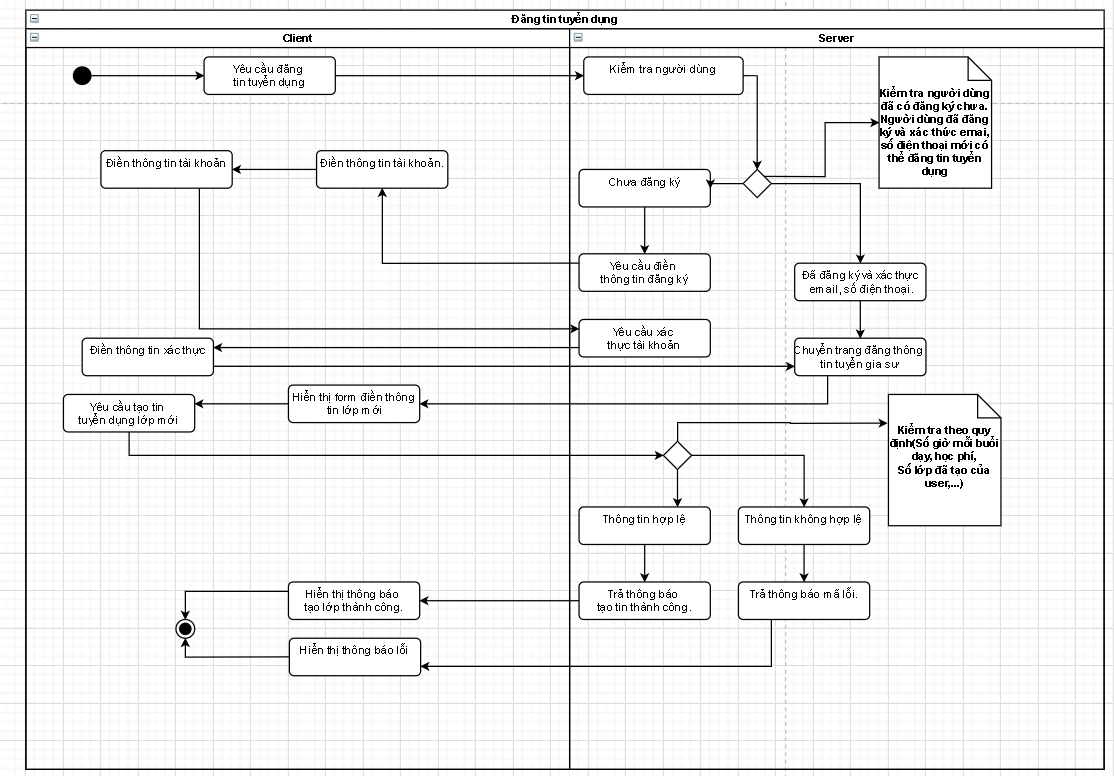 Đăng tin tuyển dụng
Client
Server
Yêu cầu đăng
tin tuyển dụng
Kiểm tra người dùng
Kiểm tra người dùng
đã có đăng ký chưa.
Người dùng đã đăng
ký và xác thức emai,
số điện thoại mới có
thể đăng tin tuyển
dụng
Điền thông tin tài khoản
Điền thông tin tài khoản.
Chưa đăng ký
Yêu cầu điền
thông tin đăng ký
Đã đăng ký và xác thực
email, số điện thoại.
Yêu cầu xác
thực tài khoản
Điền thông tin xác thực
Chuyển trang đăng thông
tin tuyển gia sư
Hiển thị form điền thông
tin lớp mới
Yêu cầu tạo tin
tuyển dụng lớp mới
Kiểm tra theo quy
định(Số giờ mỗi buổi
dạy, học phí,
Số lớp đã tạo của
user,...)
Thông tin hợp lệ
Thông tin không hợp lệ
Hiển thị thông báo
tạo lớp thành công.
Trả thông báo
tạo tin thành công.
Trả thông báo mã lỗi.
Hiển thị thông báo lỗi